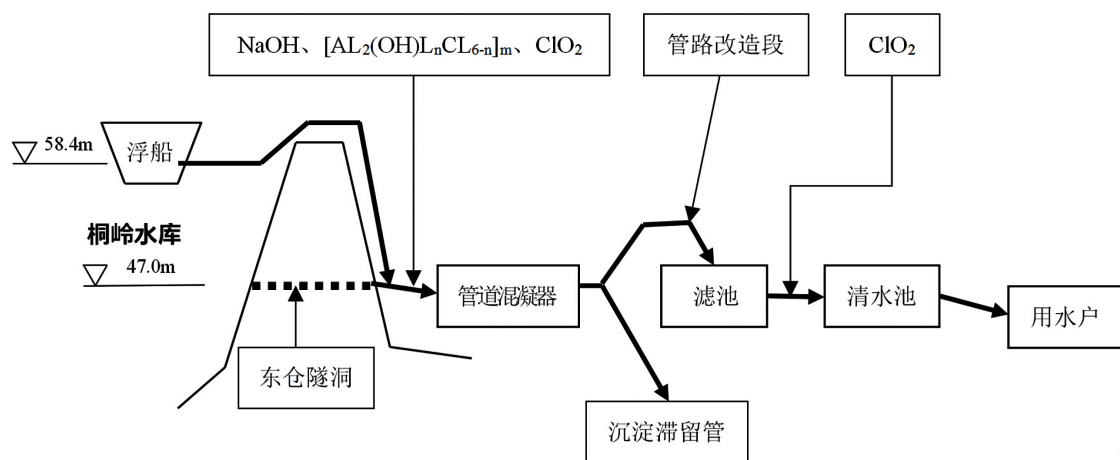 NaOH、[AL₂(OH)LₙCL₆₋ₙ]ₘ、ClO₂
管路改造段
ClO₂
58.4m
浮船
桐岭水库
47.0m
管道混凝器
滤池
清水池
用水户
东仓隧洞
沉淀滞留管